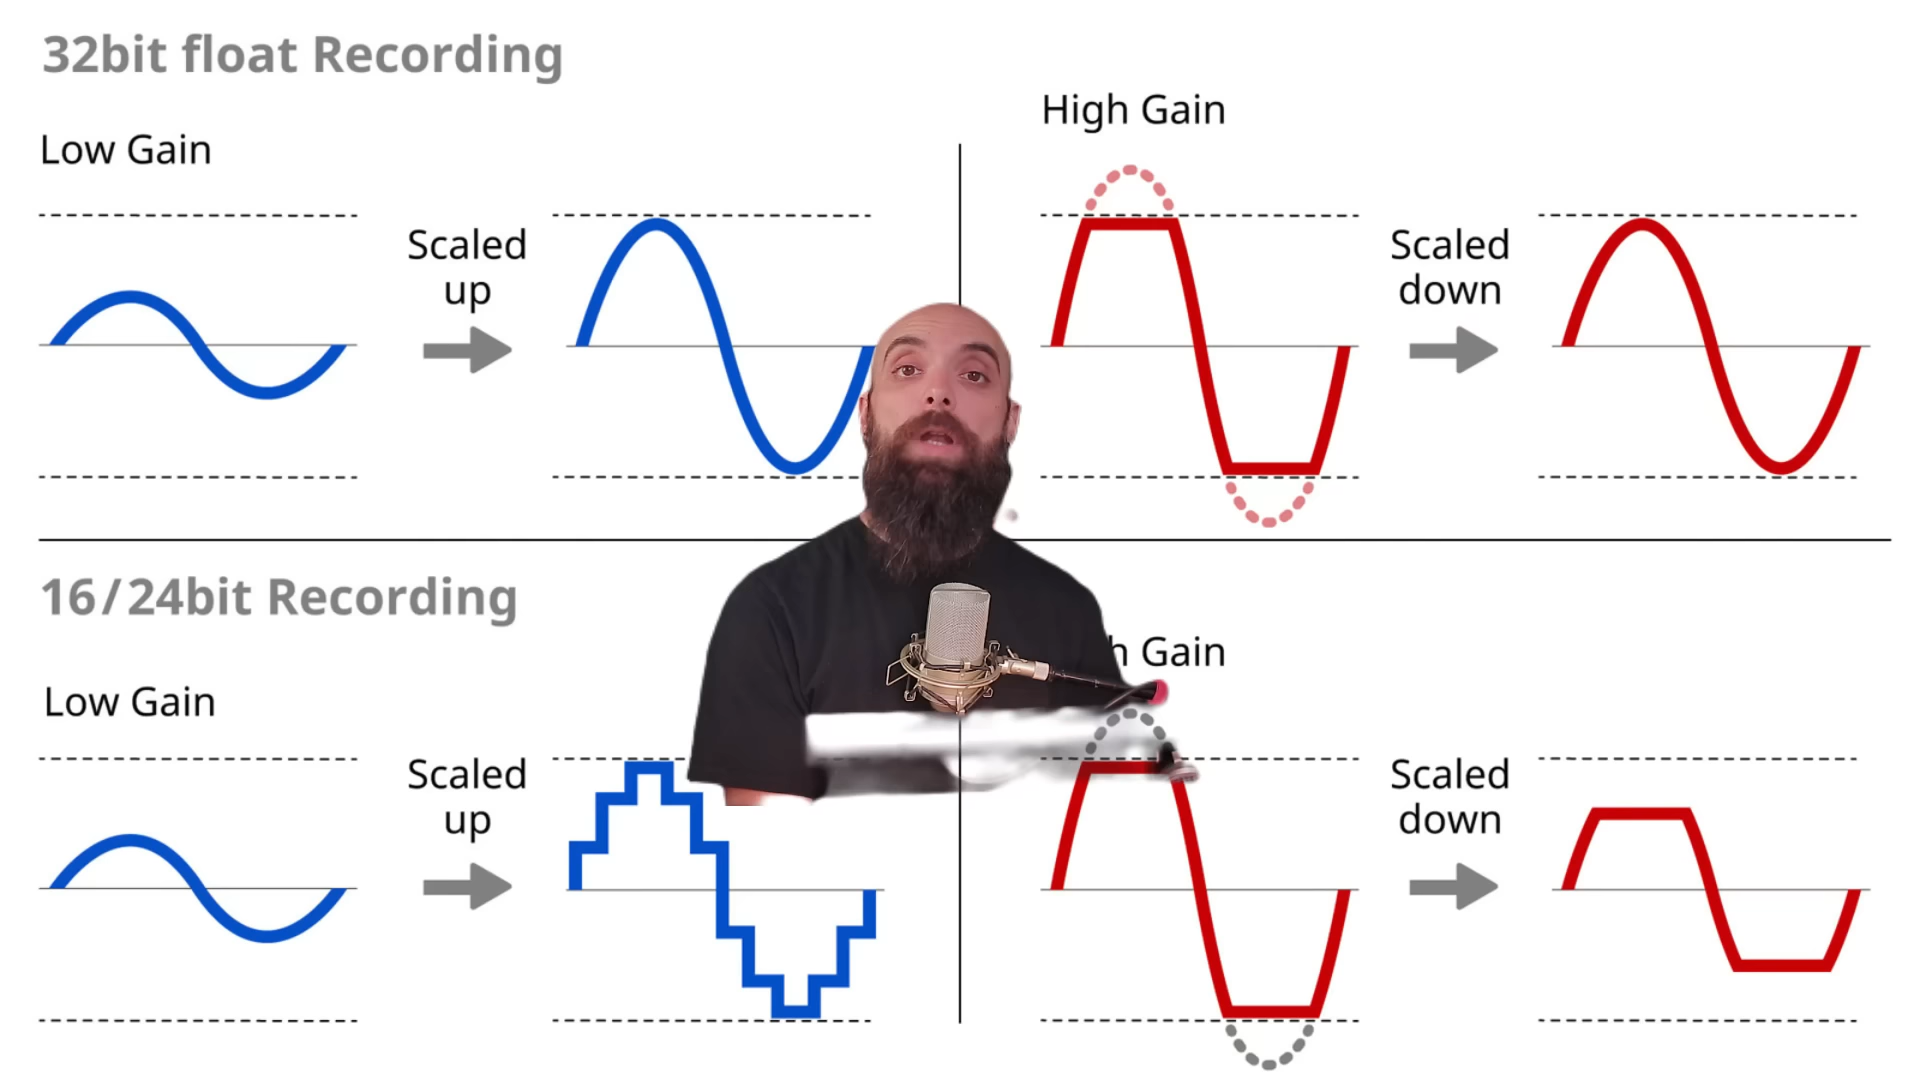 32bit float Recording
Low Gain
Scaled
up
High Gain
Scaled
down
16/24bit Recording
Low Gain
Scaled
up
Gain
Scaled
down